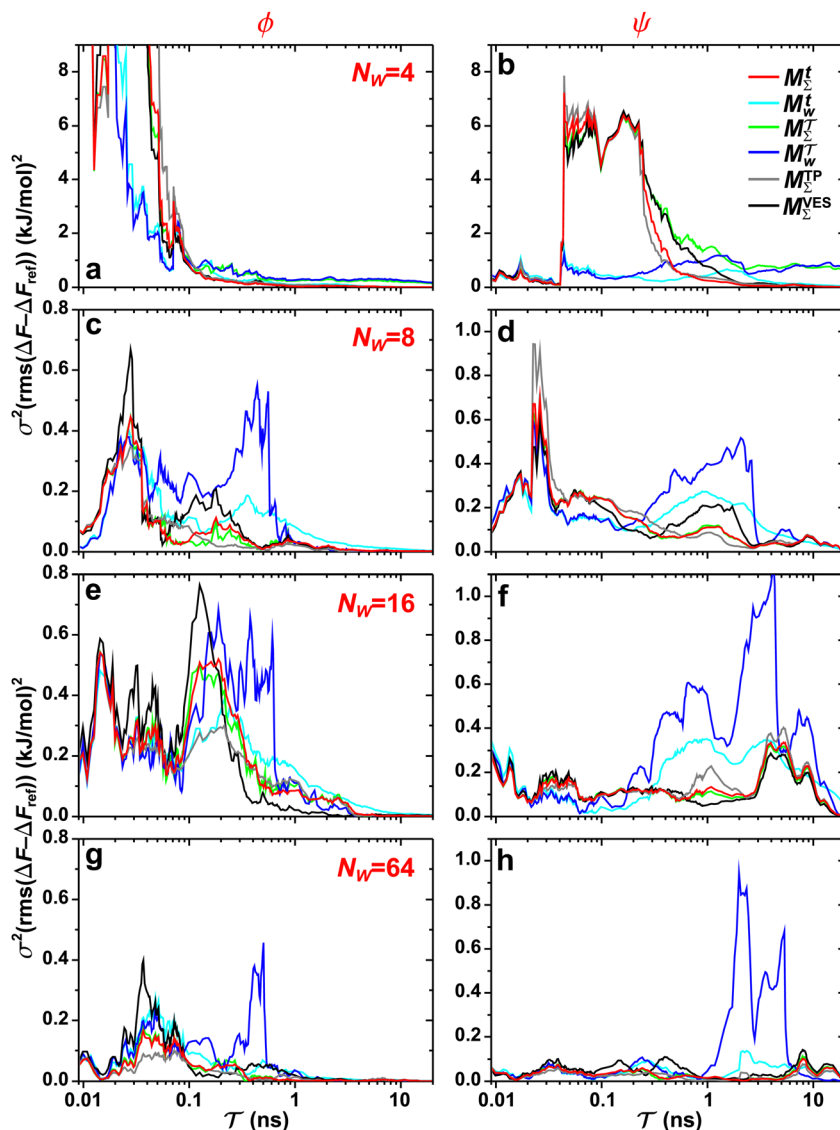 ϕ ψ
8 N_W=4 8 b M_Σ^t
M_w^t
6 6 M_Σ^𝒯
M_w^𝒯
4 4 M_Σ^TP
M_Σ^VES
2 2
0 a 0
σ^2(rms(ΔF−ΔF_ref)) (kJ/mol)^2
0.8 c N_W=8 1.0 d
0.6 0.8
0.4 0.6
0.2 0.4
0.0 0.2
0.0
0.8 e N_W=16 1.0 f
0.6 0.8
0.4 0.6
0.2 0.4
0.0 0.2
0.0
σ^2(rms(ΔF−ΔF_ref)) (kJ/mol)^2
0.8 g N_W=64 1.0 h
0.6 0.8
0.4 0.6
0.2 0.4
0.0 0.2
0.0
0.01 0.1 1 10 0.01 0.1 1 10
𝒯 (ns) 𝒯 (ns)